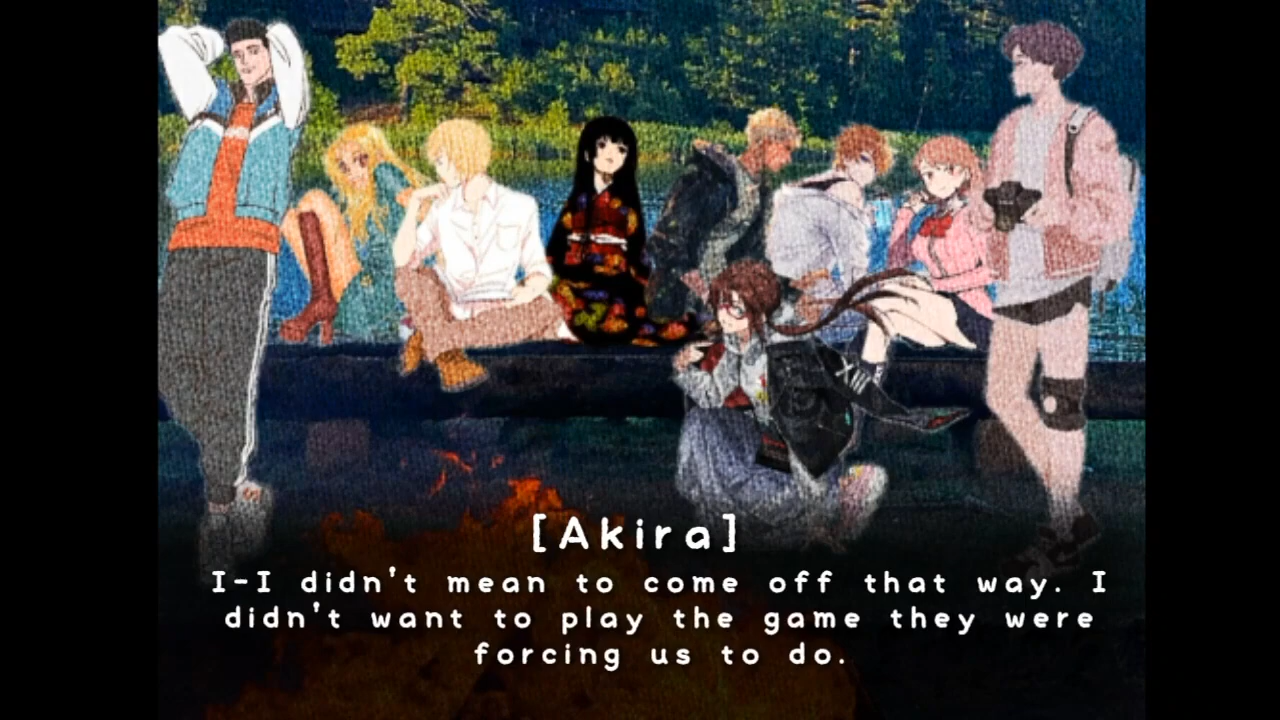 [Akira]
I-I didn't mean to come off that way. I
didn't want to play the game they were
forcing us to do.
XIII